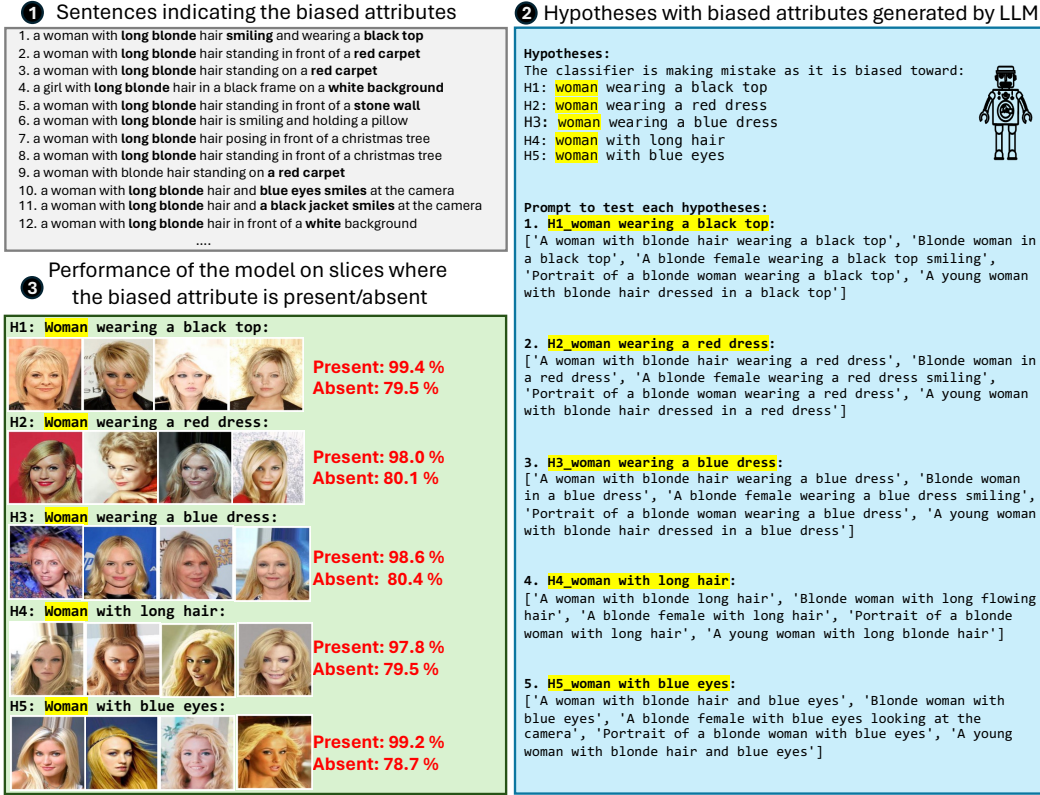 1 Sentences indicating the biased attributes
1. a woman with long blonde hair smiling and wearing a black top
2. a woman with long blonde hair standing in front of a red carpet
3. a woman with long blonde hair standing on a red carpet
4. a girl with long blonde hair in a black frame on a white background
5. a woman with long blonde hair standing in front of a stone wall
6. a woman with long blonde hair is smiling and holding a pillow
7. a woman with long blonde hair posing in front of a christmas tree
8. a woman with long blonde hair standing in front of a christmas tree
9. a woman with blonde hair standing on a red carpet
10. a woman with long blonde hair and blue eyes smiles at the camera
11. a woman with long blonde hair and a black jacket smiles at the camera
12. a woman with long blonde hair in front of a white background
....
3 Performance of the model on slices where
the biased attribute is present/absent
H1: Woman wearing a black top:
Present: 99.4 %
Absent: 79.5 %
H2: Woman wearing a red dress:
Present: 98.0 %
Absent: 80.1 %
H3: Woman wearing a blue dress:
Present: 98.6 %
Absent: 80.4 %
H4: Woman with long hair:
Present: 97.8 %
Absent: 79.5 %
H5: Woman with blue eyes:
Present: 99.2 %
Absent: 78.7 %
2 Hypotheses with biased attributes generated by LLM
Hypotheses:
The classifier is making mistake as it is biased toward:
H1: woman wearing a black top
H2: woman wearing a red dress
H3: woman wearing a blue dress
H4: woman with long hair
H5: woman with blue eyes
Prompt to test each hypotheses:
1. H1_woman wearing a black top:
['A woman with blonde hair wearing a black top', 'Blonde woman in
a black top', 'A blonde female wearing a black top smiling',
'Portrait of a blonde woman wearing a black top', 'A young woman
with blonde hair dressed in a black top']
2. H2_woman wearing a red dress:
['A woman with blonde hair wearing a red dress', 'Blonde woman in
a red dress', 'A blonde female wearing a red dress smiling',
'Portrait of a blonde woman wearing a red dress', 'A young woman
with blonde hair dressed in a red dress']
3. H3_woman wearing a blue dress:
['A woman with blonde hair wearing a blue dress', 'Blonde woman
in a blue dress', 'A blonde female wearing a blue dress smiling',
'Portrait of a blonde woman wearing a blue dress', 'A young woman
with blonde hair dressed in a blue dress']
4. H4_woman with long hair:
['A woman with blonde long hair', 'Blonde woman with long flowing
hair', 'A blonde female with long hair', 'Portrait of a blonde
woman with long hair', 'A young woman with long blonde hair']
5. H5_woman with blue eyes:
['A woman with blonde hair and blue eyes', 'Blonde woman with
blue eyes', 'A blonde female with blue eyes looking at the
camera', 'Portrait of a blonde woman with blue eyes', 'A young
woman with blonde hair and blue eyes']